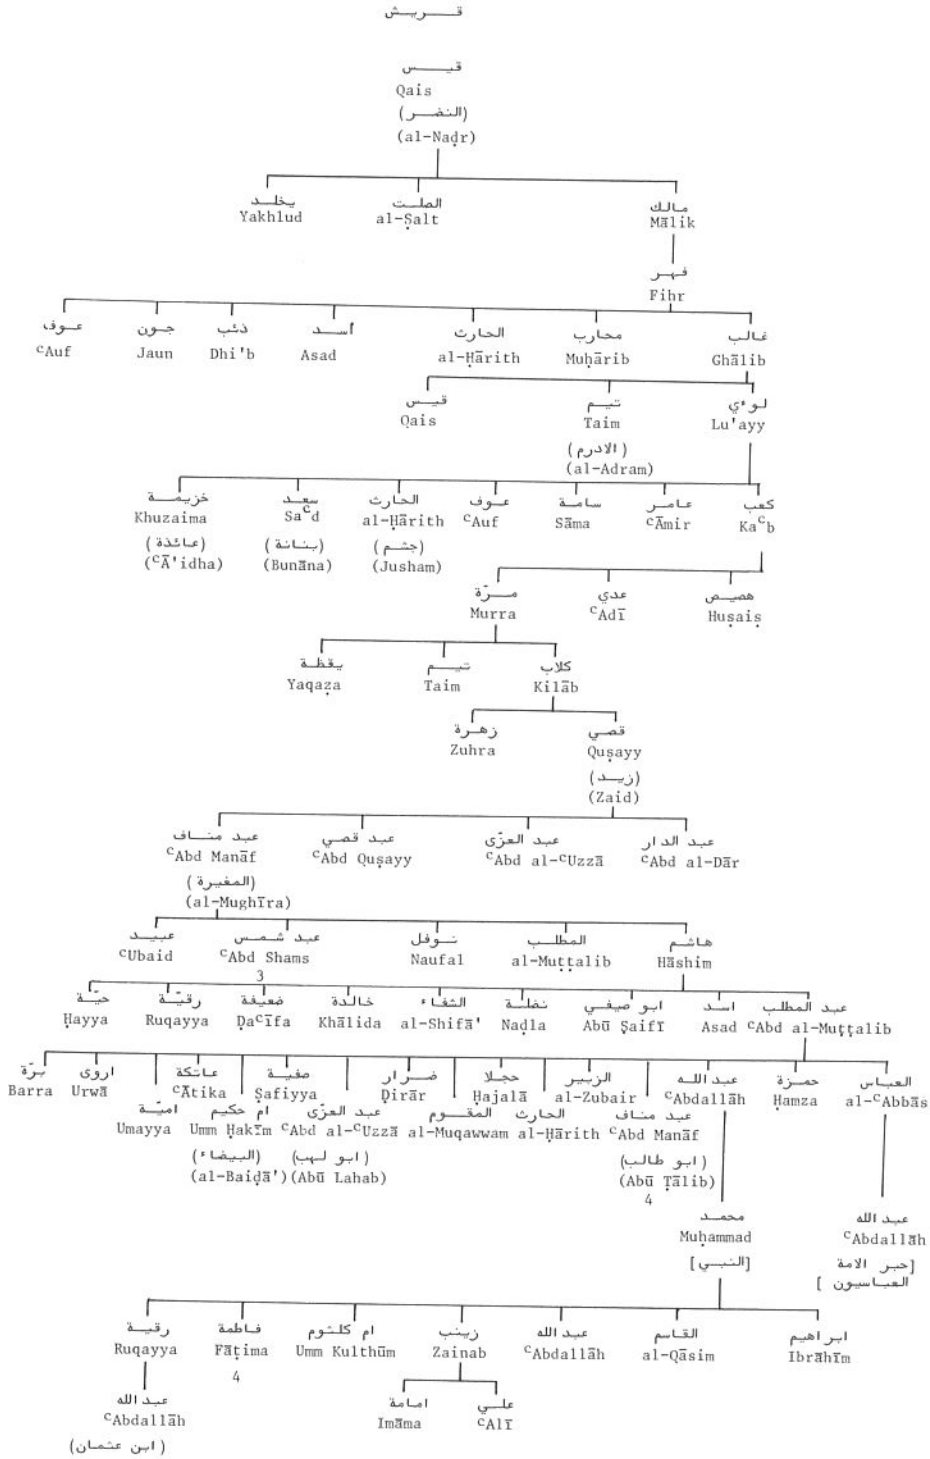 قريش
قيس
Qais
(النضر)
(al-Naḍr)
يخلد الصلت مالك
Yakhlud al-Ṣalt Mālik
فهر
Fihr
عوف جون ذئب أسد الحارث محارب غالب
ᶜAuf Jaun Dhi'b Asad al-Ḥārith Muḥārib Ghālib
قيس تيم لوءي
Qais Taim Lu'ayy
(الادرم)
(al-Adram)
خزيمة سعد الحارث عوف سامة عامر كعب
Khuzaima Saᶜd al-Ḥārith ᶜAuf Sāma ᶜĀmir Kaᶜb
(عائذة) (بنانة) (جشم)
(ᶜĀ'idha) (Bunāna) (Jusham)
مرّة عدي هصيص
Murra ᶜAdī Huṣaiṣ
يقظة تيم كلاب
Yaqaẓa Taim Kilāb
زهرة قصي
Zuhra Quṣayy
(زيد)
(Zaid)
عبد مناف عبد قصي عبد العزّى عبد الدار
ᶜAbd Manāf ᶜAbd Quṣayy ᶜAbd al-ᶜUzzā ᶜAbd al-Dār
(المغيرة)
(al-Mughīra)
عبيد عبد شمس نوفل المطلب هاشم
ᶜUbaid ᶜAbd Shams Naufal al-Muṭṭalib Hāshim
3
حيّة رقيّة ضعيفة خالدة الشفاء نضلة ابو صيفي اسد عبد المطلب
Ḥayya Ruqayya Ḍaᶜīfa Khālida al-Shifā' Naḍla Abū Ṣaifī Asad ᶜAbd al-Muṭṭalib
برّة اروى عاتكة صفية ضرار حجلا الزبير عبد الله حمزة العباس
Barra Urwā ᶜĀtika Ṣafiyya Ḍirār Ḥajalā al-Zubair ᶜAbdallāh Ḥamza al-ᶜAbbās
اميّة ام حكيم عبد العزّى المقوم الحارث عبد مناف
Umayya Umm Ḥakīm ᶜAbd al-ᶜUzzā al-Muqawwam al-Ḥārith ᶜAbd Manāf
(البيضاء) (ابو لهب) (ابو طالب)
(al-Baiḍā') (Abū Lahab) (Abū Ṭālib)
4
محمد عبد الله
Muḥammad ᶜAbdallāh
[النبي] [حبر الامة
العباسيون]
رقية فاطمة ام كلثوم زينب عبد الله القاسم ابراهيم
Ruqayya Fāṭima Umm Kulthūm Zainab ᶜAbdallāh al-Qāsim Ibrāhīm
4
عبد الله امامة علي
ᶜAbdallāh Imāma ᶜAlī
(ابن عثمان)